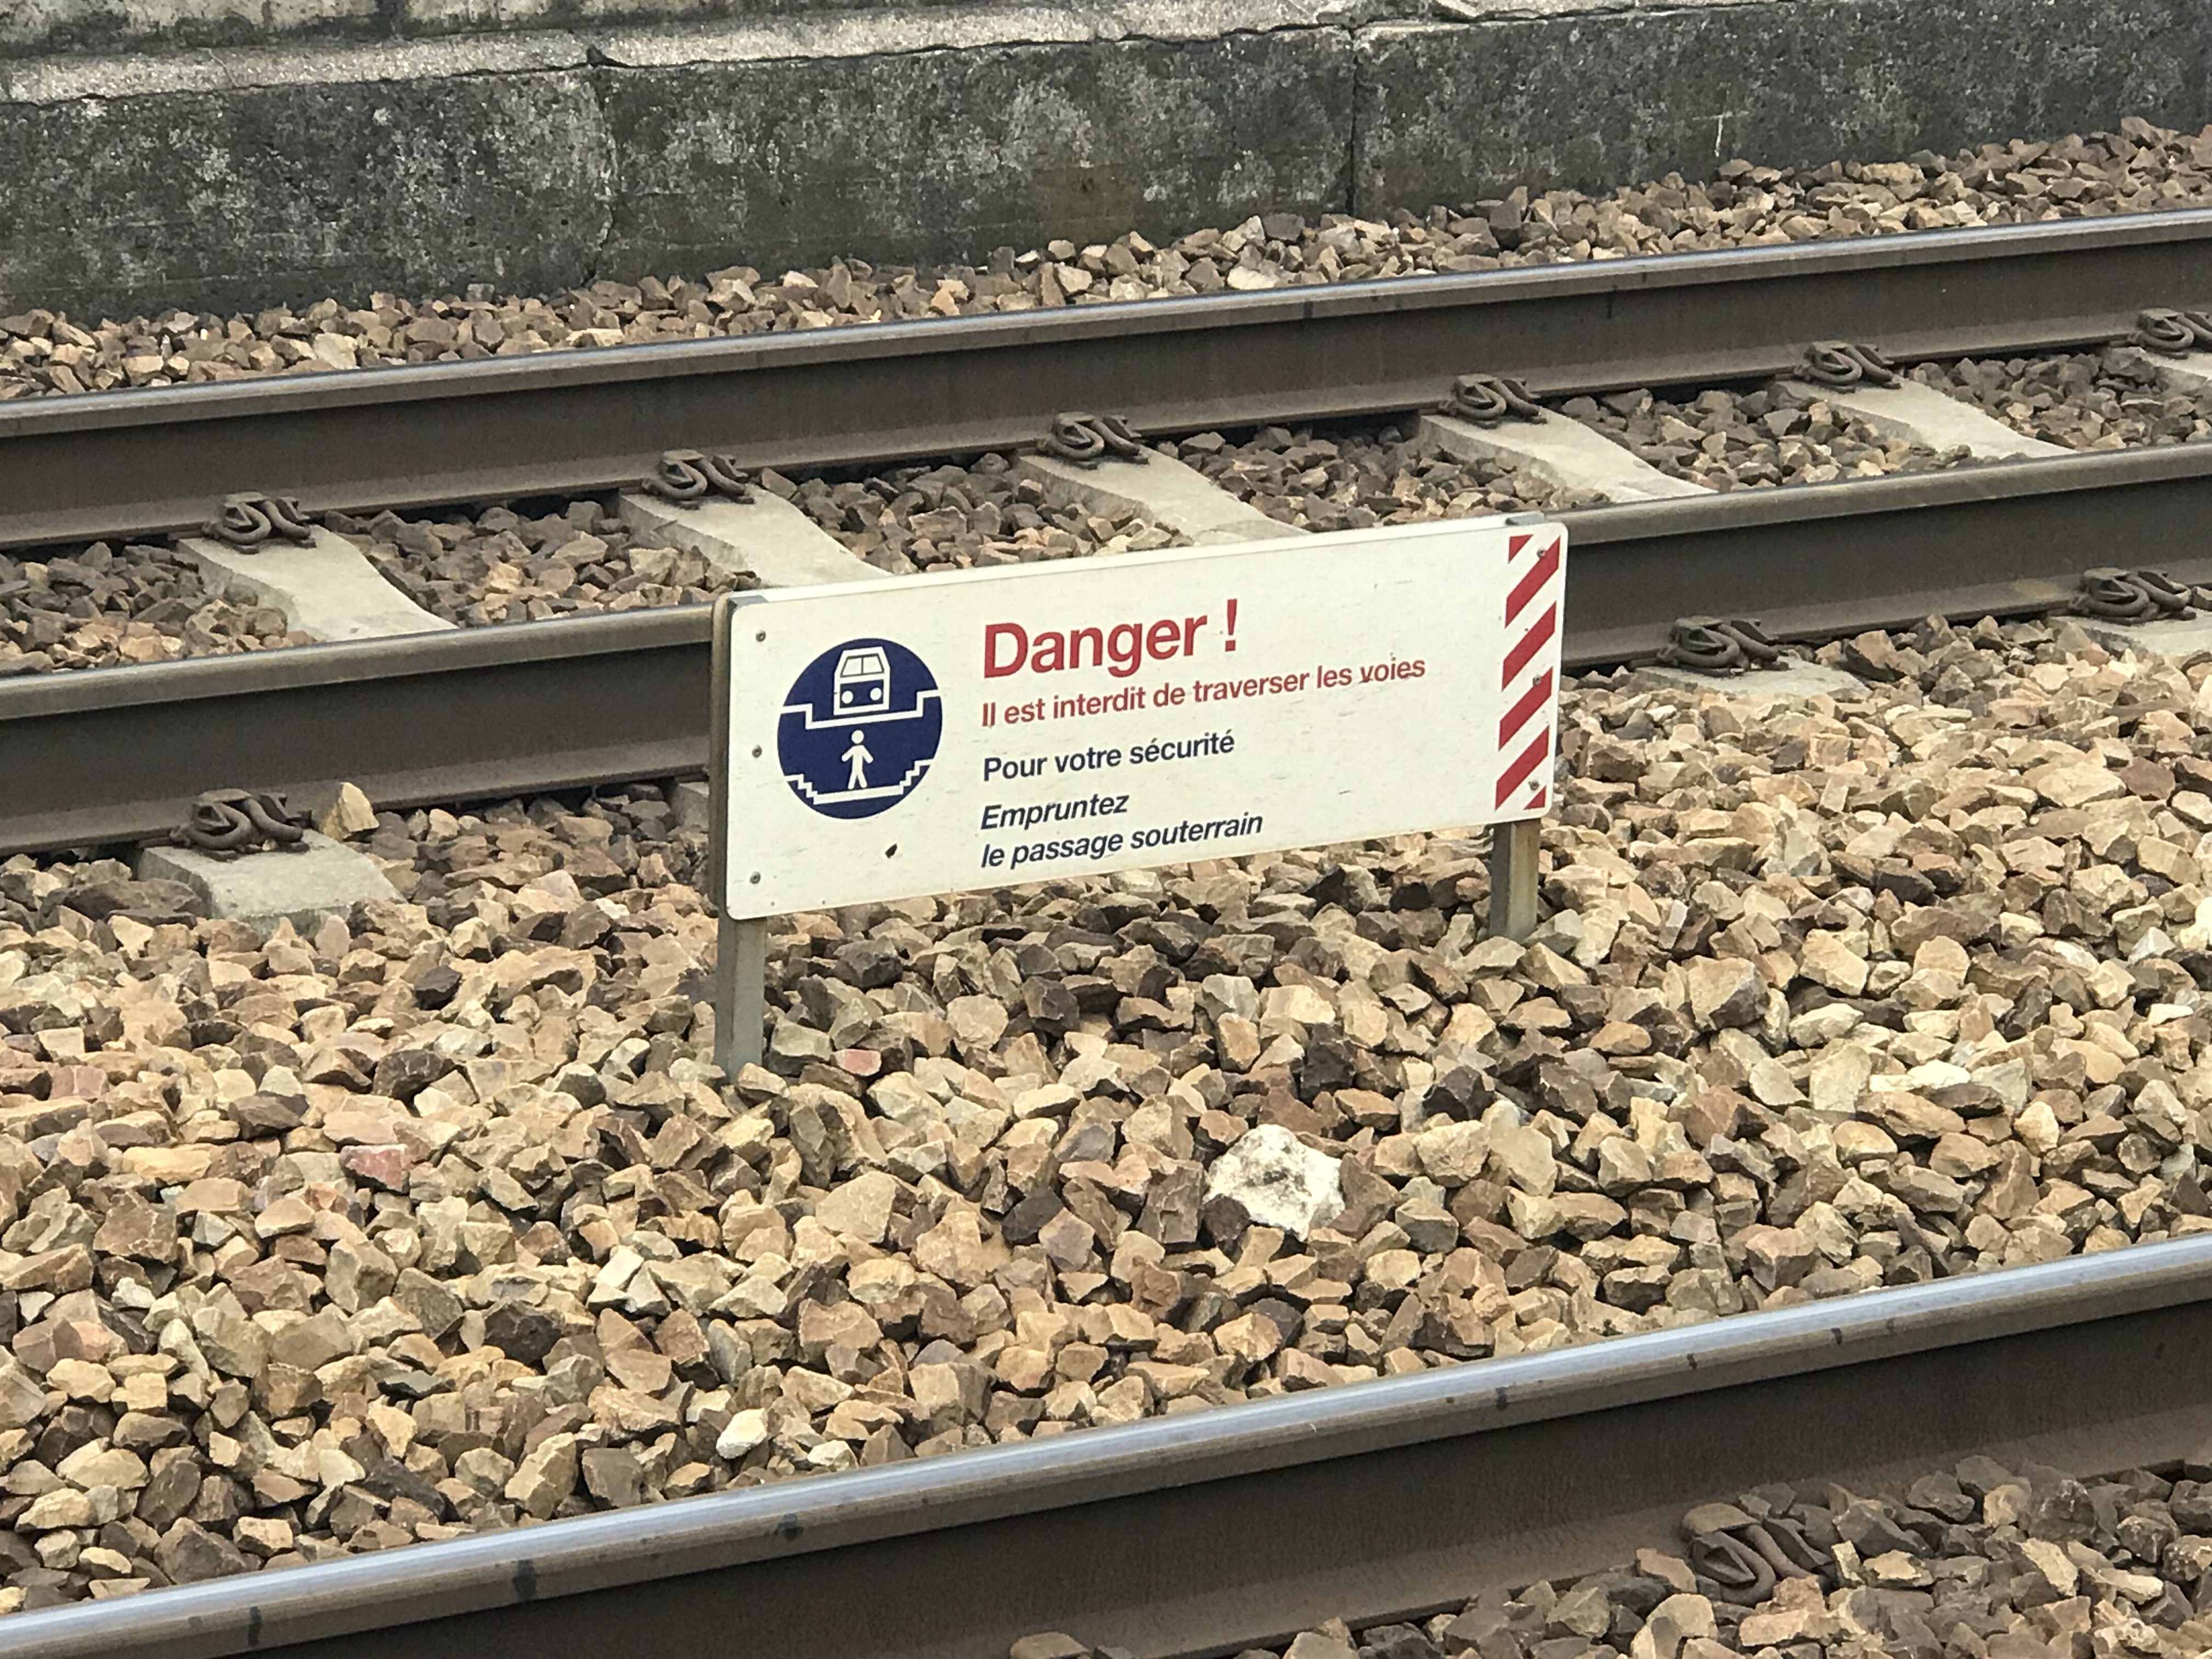 Danger !
Il est interdit de traverser les voies
Pour votre sécurité
Empruntez
le passage souterrain